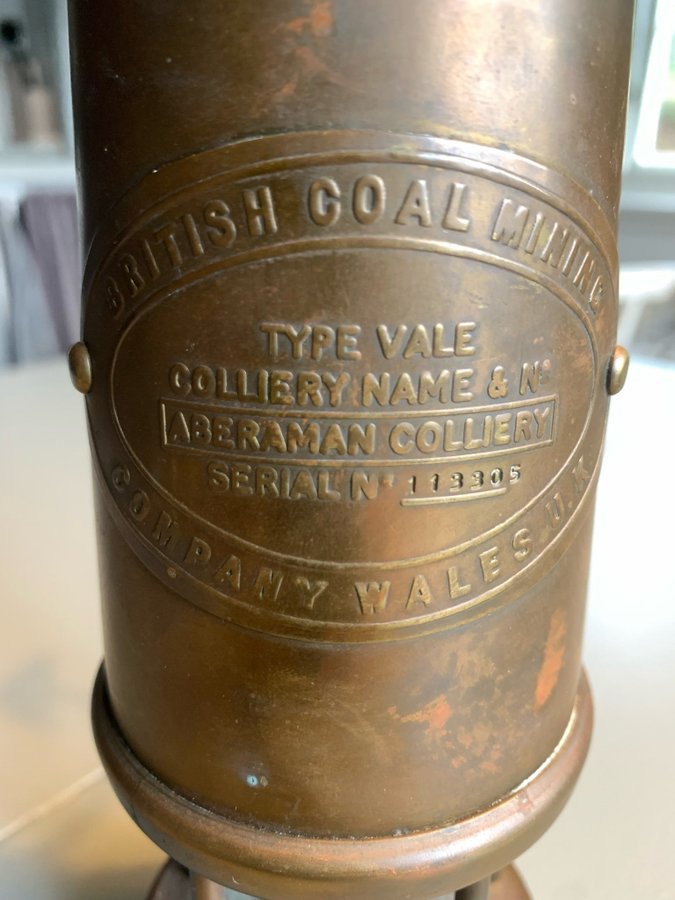 BRITISH COAL MINING
TYPE VALE
COLLIERY NAME & Nº
ABERAMAN COLLIERY
SERIAL Nº 113305
COMPANY WALES. U.K